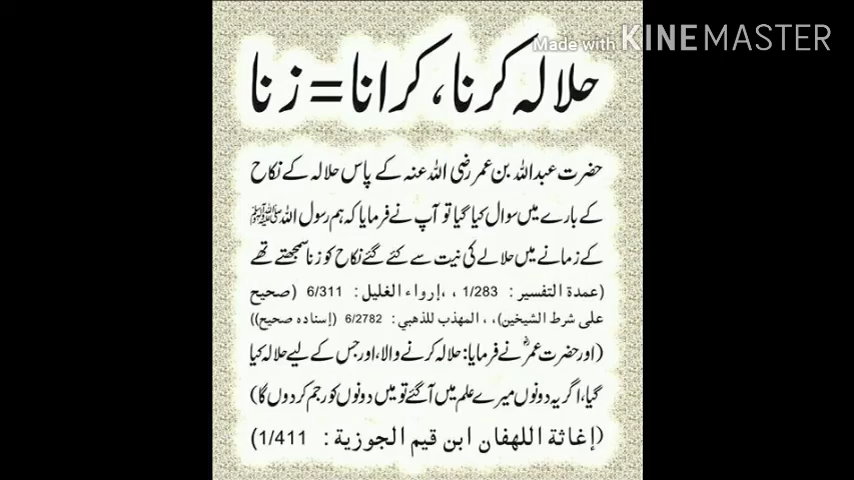 Made with KINEMASTER
حلالہ کرنا، کرانا = زنا
حضرت عبداللہ بن عمر رضی اللہ عنہ کے پاس حلالہ کے نکاح
کے بارے میں سوال کیا گیا تو آپ نے فرمایا کہ ہم رسول اللہ ﷺ
کے زمانے میں حلالے کی نیت سے کئے گئے نکاح کو زنا سمجھتے تھے
(عمدة التفسير : 1/283 ، ، إرواء الغليل : 6/311 (صحيح
على شرط الشيخين)، ، المهذب للذهبي : 6/2782 (إسناده صحيح))
(اور حضرت عمرؓ نے فرمایا: حلالہ کرنے والا، اور جس کے لیے حلالہ کیا
گیا، اگر یہ دونوں میرے علم میں آ گئے تو میں دونوں کو رجم کر دوں گا)
(إغاثة اللهفان ابن قيم الجوزية : 1/411)